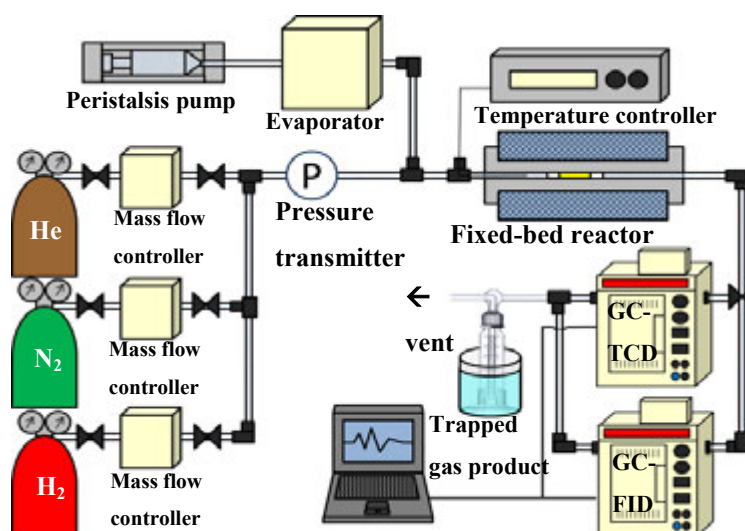 Peristalsis pump
Evaporator
Temperature controller
He
Mass flow
controller
P
Pressure
transmitter
Fixed-bed reactor
N₂
Mass flow
controller
←
vent
GC-
TCD
H₂
Mass flow
controller
Trapped
gas product
GC-
FID